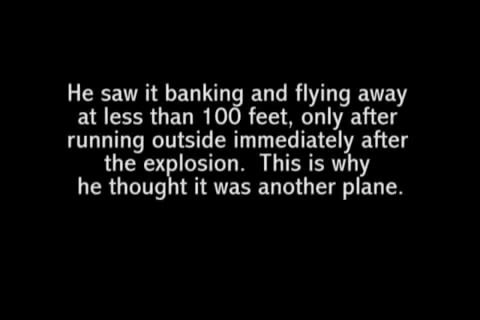 He saw it banking and flying away
at less than 100 feet, only after
running outside immediately after
the explosion.  This is why
he thought it was another plane.